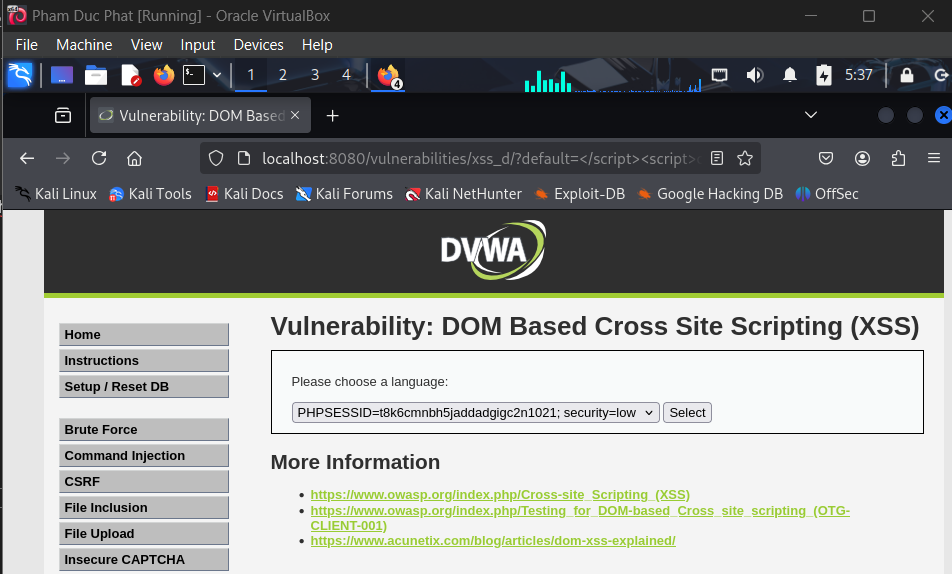 Pham Duc Phat [Running] - Oracle VirtualBox
File Machine View Input Devices Help
1 2 3 4 4 5:37
Vulnerability: DOM Based
localhost:8080/vulnerabilities/xss_d/?default=</script><script>
Kali Linux Kali Tools Kali Docs Kali Forums Kali NetHunter Exploit-DB Google Hacking DB OffSec
DVWA
Vulnerability: DOM Based Cross Site Scripting (XSS)
Please choose a language:
PHPSESSID=t8k6cmnbh5jaddadgigc2n1021; security=low Select
More Information
https://www.owasp.org/index.php/Cross-site_Scripting_(XSS)
https://www.owasp.org/index.php/Testing_for_DOM-based_Cross_site_scripting_(OTG-
CLIENT-001)
https://www.acunetix.com/blog/articles/dom-xss-explained/
Home
Instructions
Setup / Reset DB
Brute Force
Command Injection
CSRF
File Inclusion
File Upload
Insecure CAPTCHA